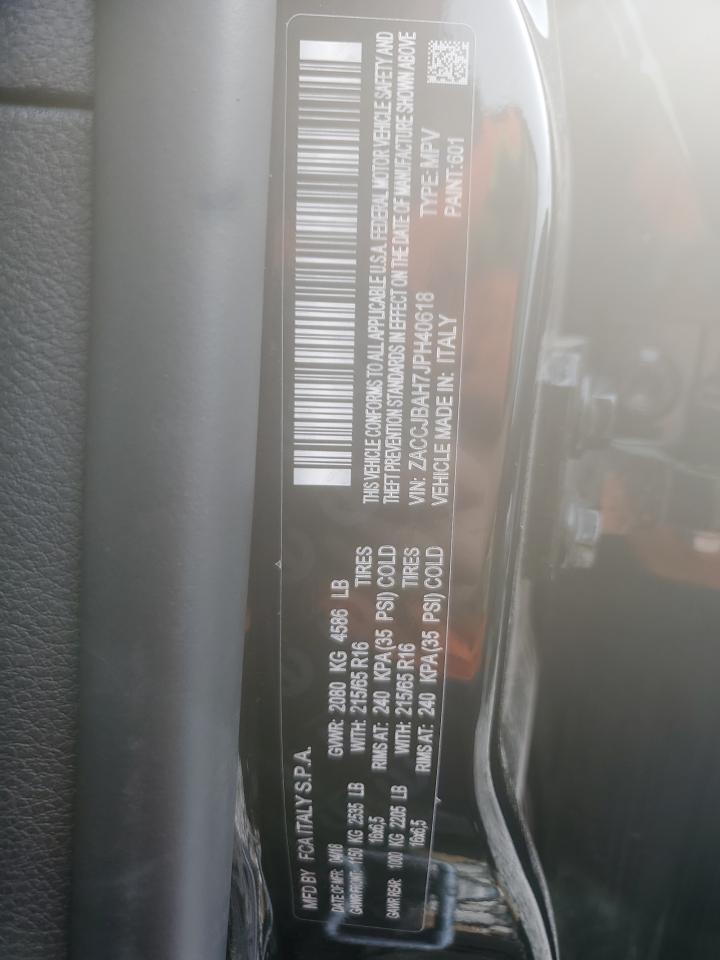 MFD BY FCA ITALY S.P.A.
DATE OF MFR: 04/18 GVWR: 2080 KG 4586 LB
GAWR FRONT: 1150 KG 2535 LB WITH: 215/65 R16 TIRES
16x6,5 RIMS AT: 240 KPA (35 PSI) COLD
GAWR REAR: 1000 KG 2205 LB WITH: 215/65 R16 TIRES
16x6,5 RIMS AT: 240 KPA (35 PSI) COLD
THIS VEHICLE CONFORMS TO ALL APPLICABLE U.S.A. FEDERAL MOTOR VEHICLE SAFETY AND
THEFT PREVENTION STANDARDS IN EFFECT ON THE DATE OF MANUFACTURE SHOWN ABOVE
VIN: ZACCJBAH7JPH40618 TYPE: MPV
VEHICLE MADE IN: ITALY PAINT: 601